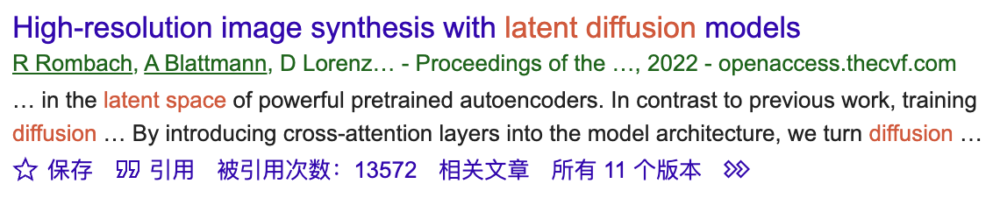 High-resolution image synthesis with latent diffusion models
R Rombach, A Blattmann, D Lorenz… - Proceedings of the …, 2022 - openaccess.thecvf.com
… in the latent space of powerful pretrained autoencoders. In contrast to previous work, training
diffusion … By introducing cross-attention layers into the model architecture, we turn diffusion …
保存 引用 被引用次数：13572 相关文章 所有 11 个版本